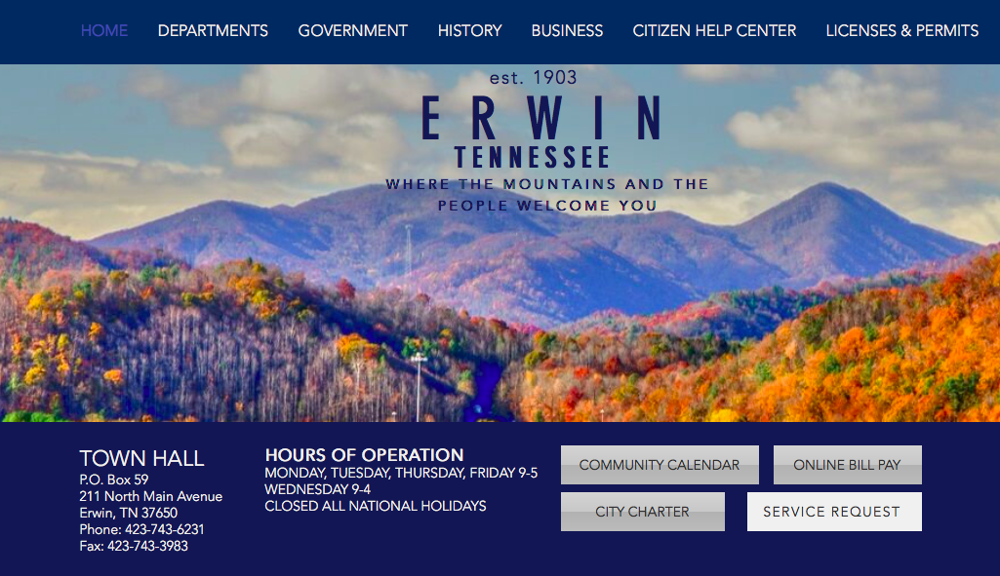 HOME DEPARTMENTS GOVERNMENT HISTORY BUSINESS CITIZEN HELP CENTER LICENSES & PERMITS
est. 1903
ERWIN
TENNESSEE
WHERE THE MOUNTAINS AND THE
PEOPLE WELCOME YOU
TOWN HALL
P.O. Box 59
211 North Main Avenue
Erwin, TN 37650
Phone: 423-743-6231
Fax: 423-743-3983
HOURS OF OPERATION
MONDAY, TUESDAY, THURSDAY, FRIDAY 9-5
WEDNESDAY 9-4
CLOSED ALL NATIONAL HOLIDAYS
COMMUNITY CALENDAR
ONLINE BILL PAY
CITY CHARTER
SERVICE REQUEST